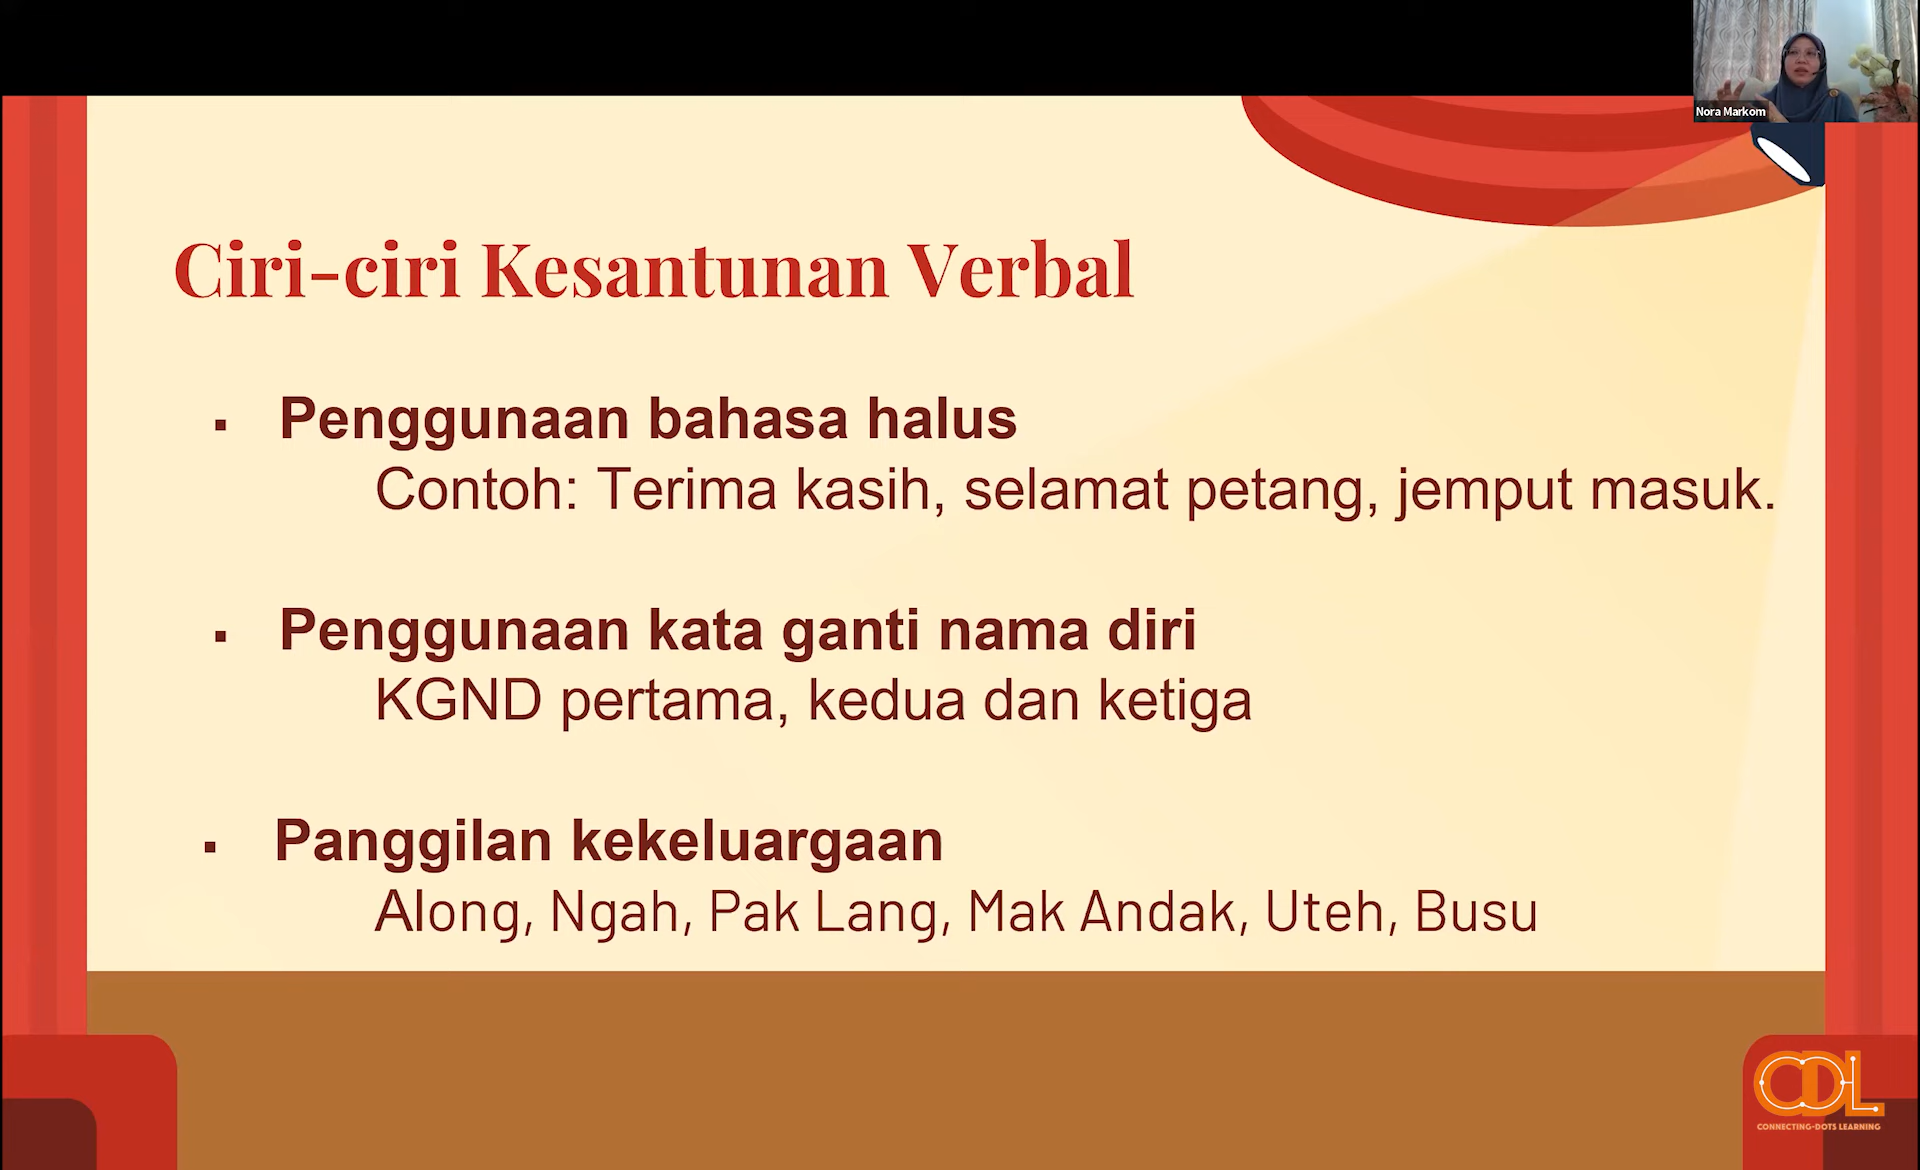 Nora Markom
Ciri-ciri Kesantunan Verbal
▪ Penggunaan bahasa halus
Contoh: Terima kasih, selamat petang, jemput masuk.
▪ Penggunaan kata ganti nama diri
KGND pertama, kedua dan ketiga
▪ Panggilan kekeluargaan
Along, Ngah, Pak Lang, Mak Andak, Uteh, Busu
CDL
CONNECTING-DOTS LEARNING